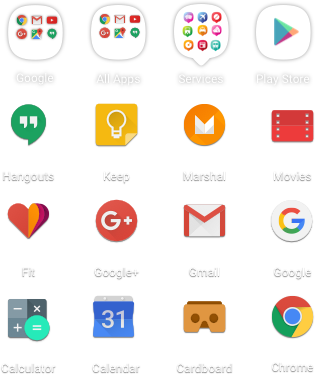 Google All Apps Services Play Store
Hangouts Keep Marshal Movies
31
Fit Google+ Gmail Google
Calculator Calendar Cardboard Chrome